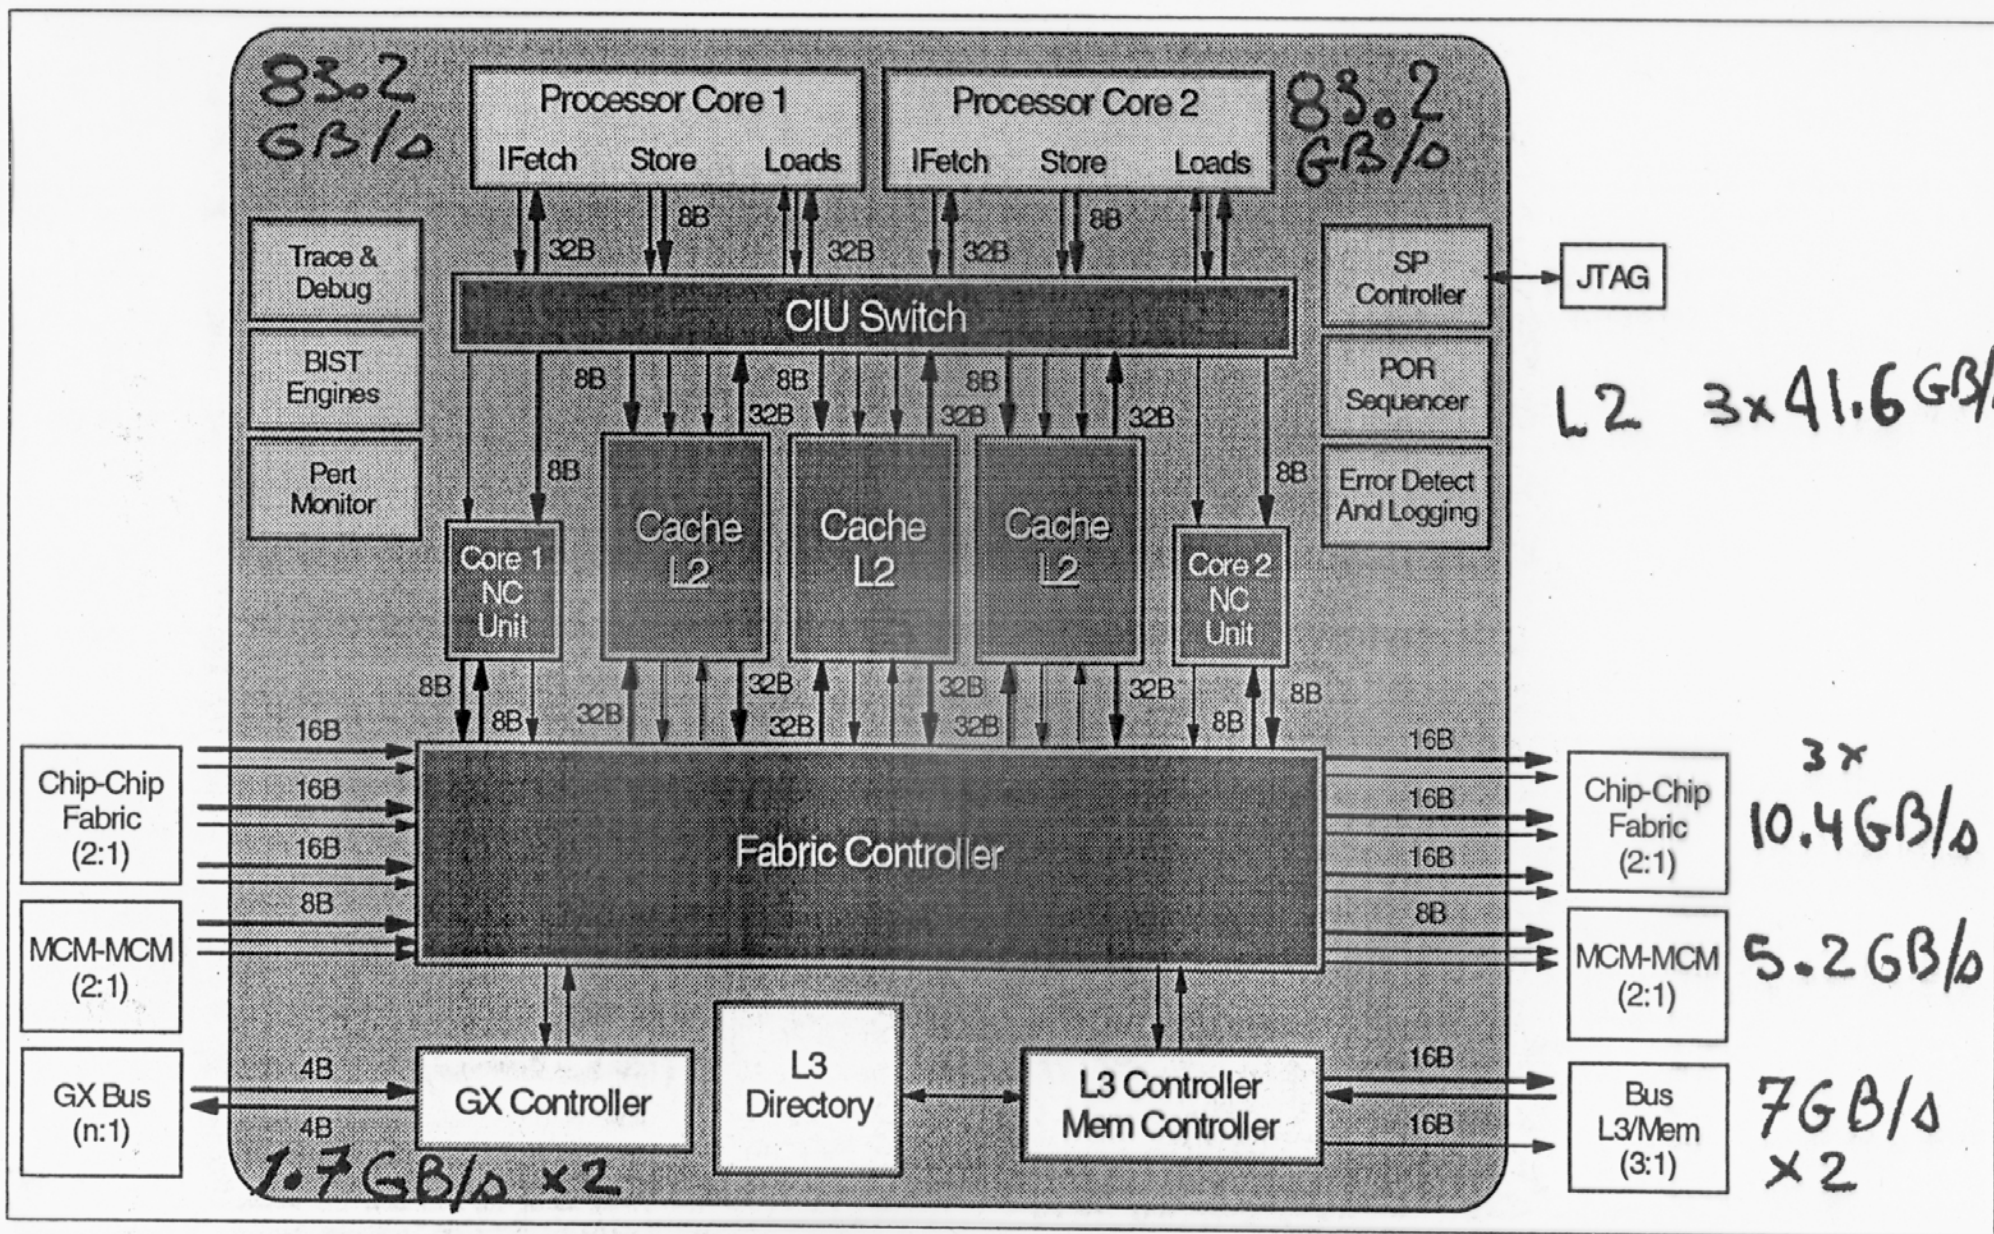 83.2
GB/s
Processor Core 1
IFetch Store Loads
Processor Core 2
IFetch Store Loads
83.2
GB/s
8B
8B
32B
32B
32B
Trace &
Debug
BIST
Engines
Pert
Monitor
CIU Switch
SP
Controller
JTAG
POR
Sequencer
Error Detect
And Logging
L2 3x41.6 GB/
8B
8B
8B
32B
32B
32B
8B
8B
Core 1
NC
Unit
Cache
L2
Cache
L2
Cache
L2
Core 2
NC
Unit
8B
8B
32B
32B
32B
32B
32B
32B
8B
8B
16B
16B
16B
8B
Chip-Chip
Fabric
(2:1)
MCM-MCM
(2:1)
Fabric Controller
16B
16B
16B
8B
Chip-Chip
Fabric
(2:1)
3x
10.4GB/s
MCM-MCM
(2:1)
5.2GB/s
GX Bus
(n:1)
4B
4B
GX Controller
L3
Directory
L3 Controller
Mem Controller
16B
16B
Bus
L3/Mem
(3:1)
7GB/s
x2
1.7GB/s x2